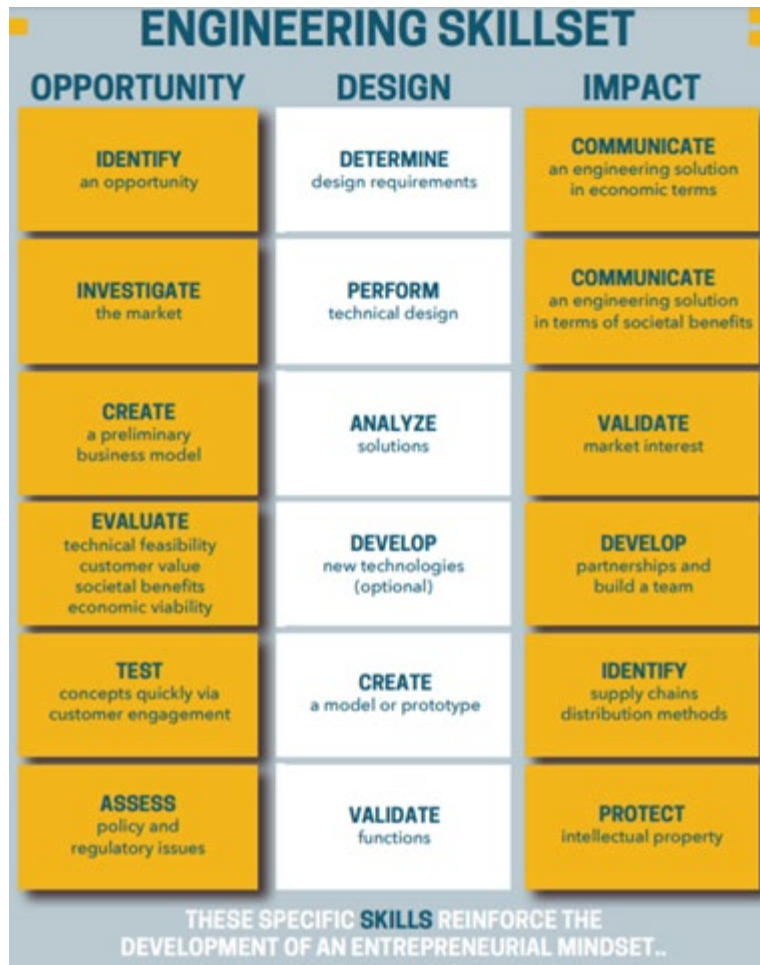 ENGINEERING SKILLSET
OPPORTUNITY
IDENTIFY
an opportunity
INVESTIGATE
the market
CREATE
a preliminary
business model
EVALUATE
technical feasibility
customer value
societal benefits
economic viability
TEST
concepts quickly via
customer engagement
ASSESS
policy and
regulatory issues
DESIGN
DETERMINE
design requirements
PERFORM
technical design
ANALYZE
solutions
DEVELOP
new technologies
(optional)
CREATE
a model or prototype
VALIDATE
functions
IMPACT
COMMUNICATE
an engineering solution
in economic terms
COMMUNICATE
an engineering solution
in terms of societal benefits
VALIDATE
market interest
DEVELOP
partnerships and
build a team
IDENTIFY
supply chains
distribution methods
PROTECT
intellectual property
THESE SPECIFIC SKILLS REINFORCE THE
DEVELOPMENT OF AN ENTREPRENEURIAL MINDSET..